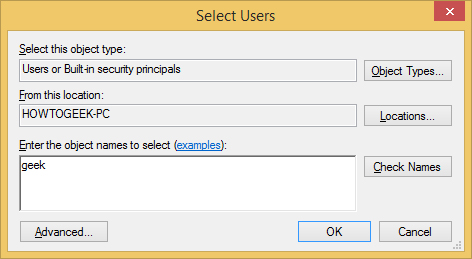 Select Users
Select this object type:
Users or Built-in security principals
Object Types...
From this location:
HOWTOGEEK-PC
Locations...
Enter the object names to select (examples):
geek
Check Names
Advanced...
OK
Cancel